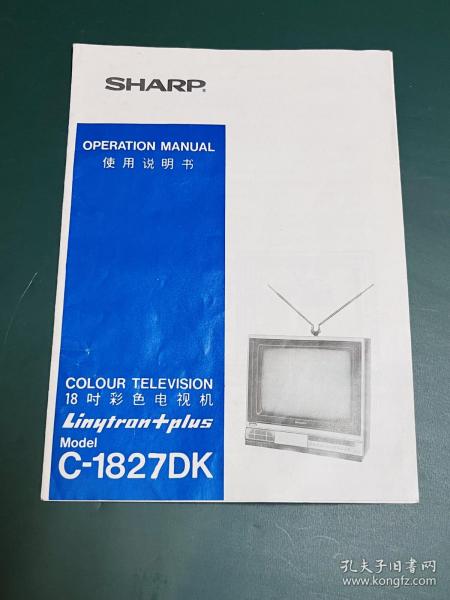 SHARP®
OPERATION MANUAL
使用说明书
COLOUR TELEVISION
18吋彩色电视机
Linytron+plus
Model
C-1827DK
孔夫子旧书网
www.kongfz.com